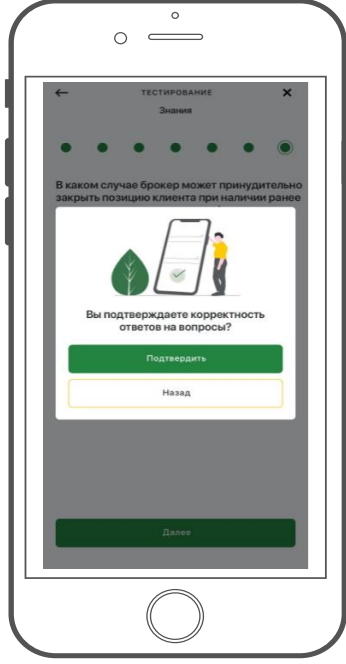 ТЕСТИРОВАНИЕ
Знания
В каком случае брокер может принудительно
закрыть позицию клиента при наличии ранее
Вы подтверждаете корректность
ответов на вопросы?
Подтвердить
Назад
Далее